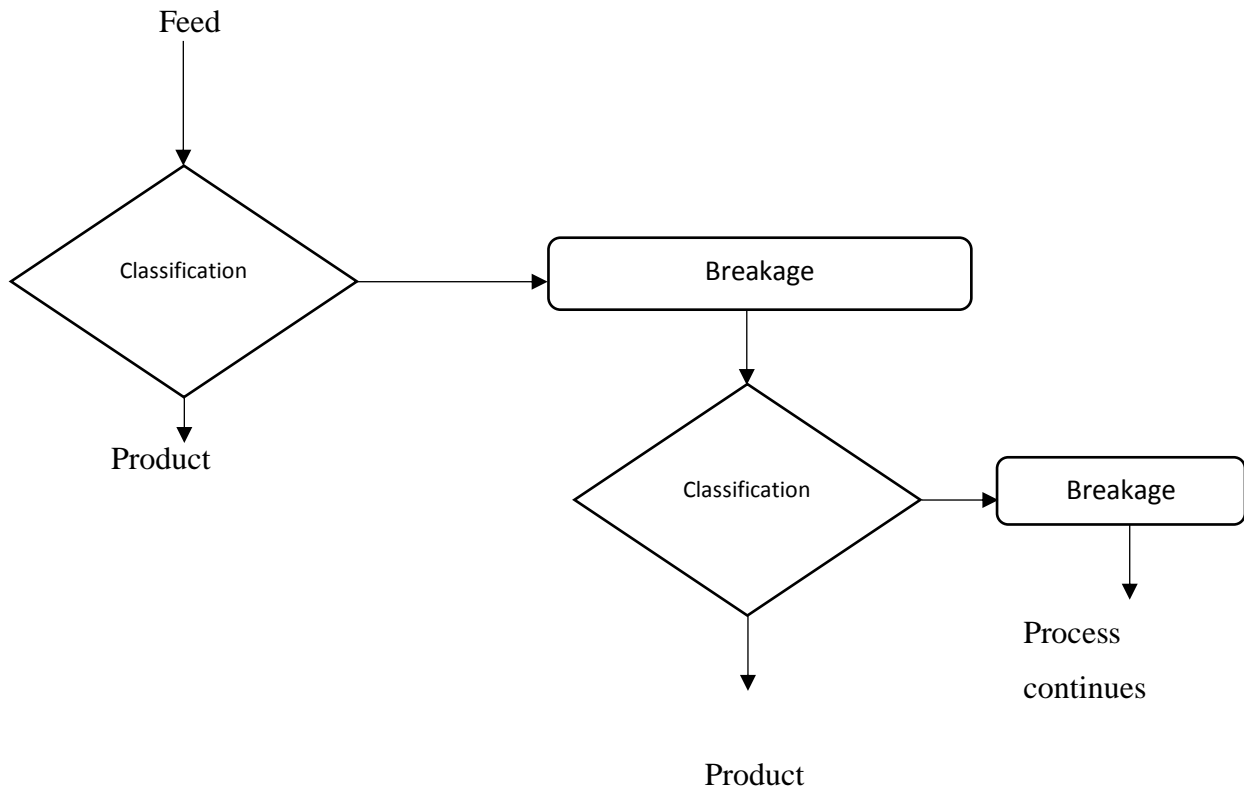 Feed
Classification
Breakage
Product
Classification
Breakage
Process
continues
Product